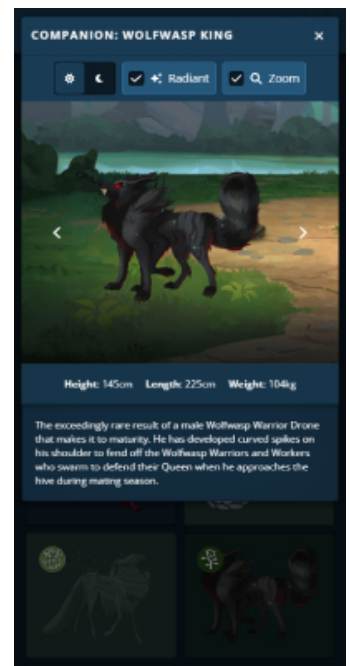 COMPANION: WOLFWASP KING
Radiant
Zoom
Height: 145cm Length: 225cm Weight: 104kg
The exceedingly rare result of a male Wolfwasp Warrior Drone
that makes it to maturity. He has developed curved spikes on
his shoulder to fend off the Wolfwasp Warriors and Workers
who swarm to defend their Queen when he approaches the
hive during mating season.